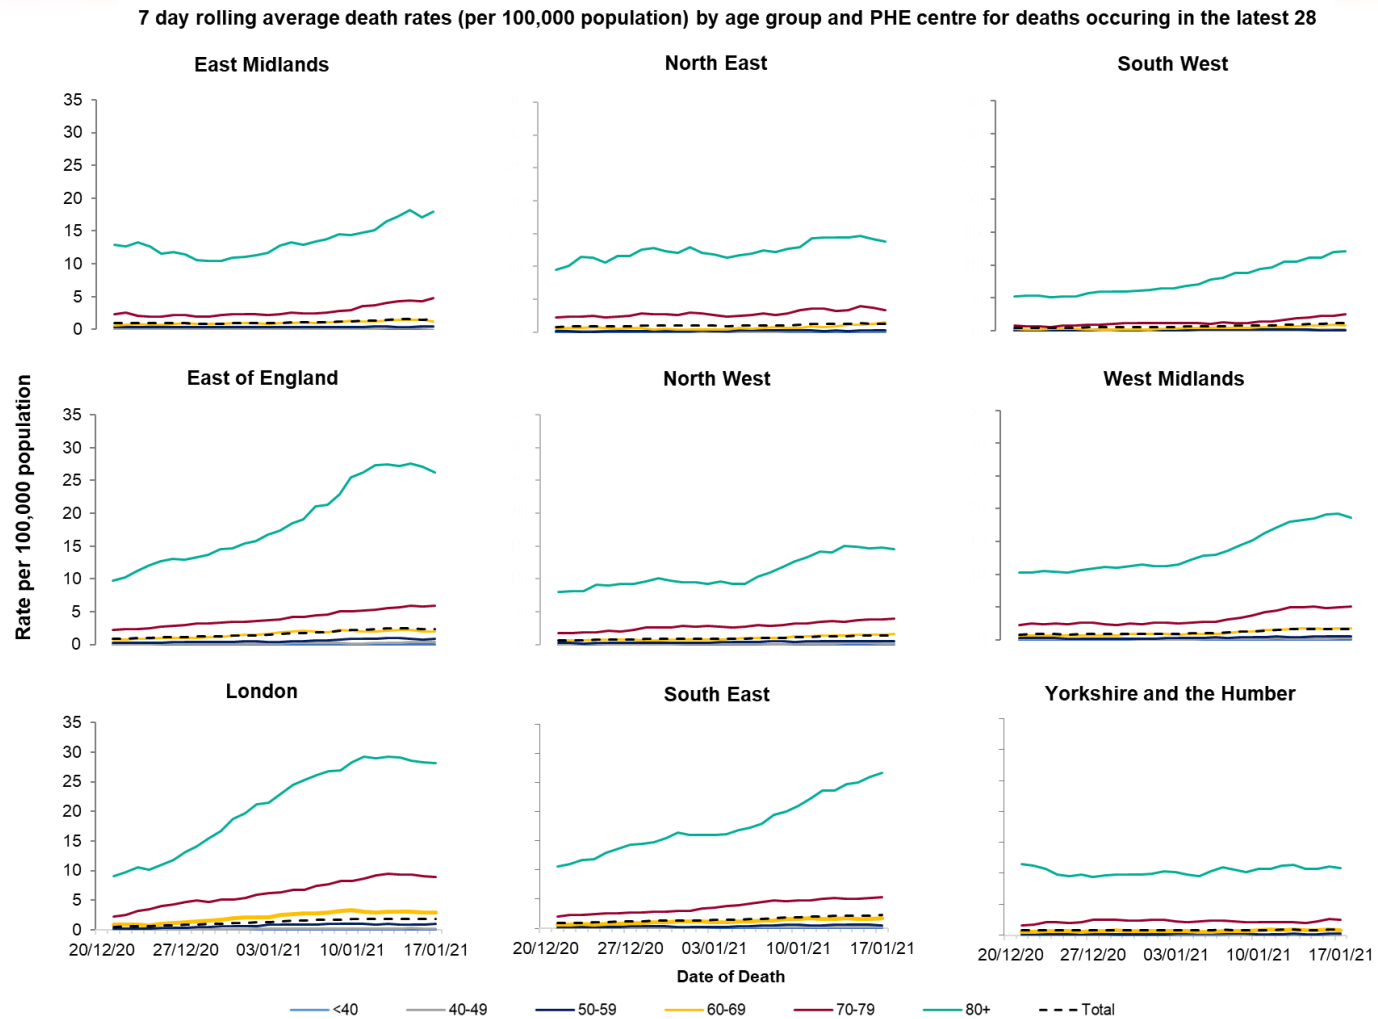 7 day rolling average death rates (per 100,000 population) by age group and PHE centre for deaths occuring in the latest 28
East Midlands
North East
South West
35
30
25
20
15
10
5
0
East of England
North West
West Midlands
Rate per 100,000 population
35
30
25
20
15
10
5
0
London
South East
Yorkshire and the Humber
35
30
25
20
15
10
5
0
20/12/20 27/12/20 03/01/21 10/01/21 17/01/21
20/12/20 27/12/20 03/01/21 10/01/21 17/01/21
20/12/20 27/12/20 03/01/21 10/01/21 17/01/21
Date of Death
<40 40-49 50-59 60-69 70-79 80+ Total